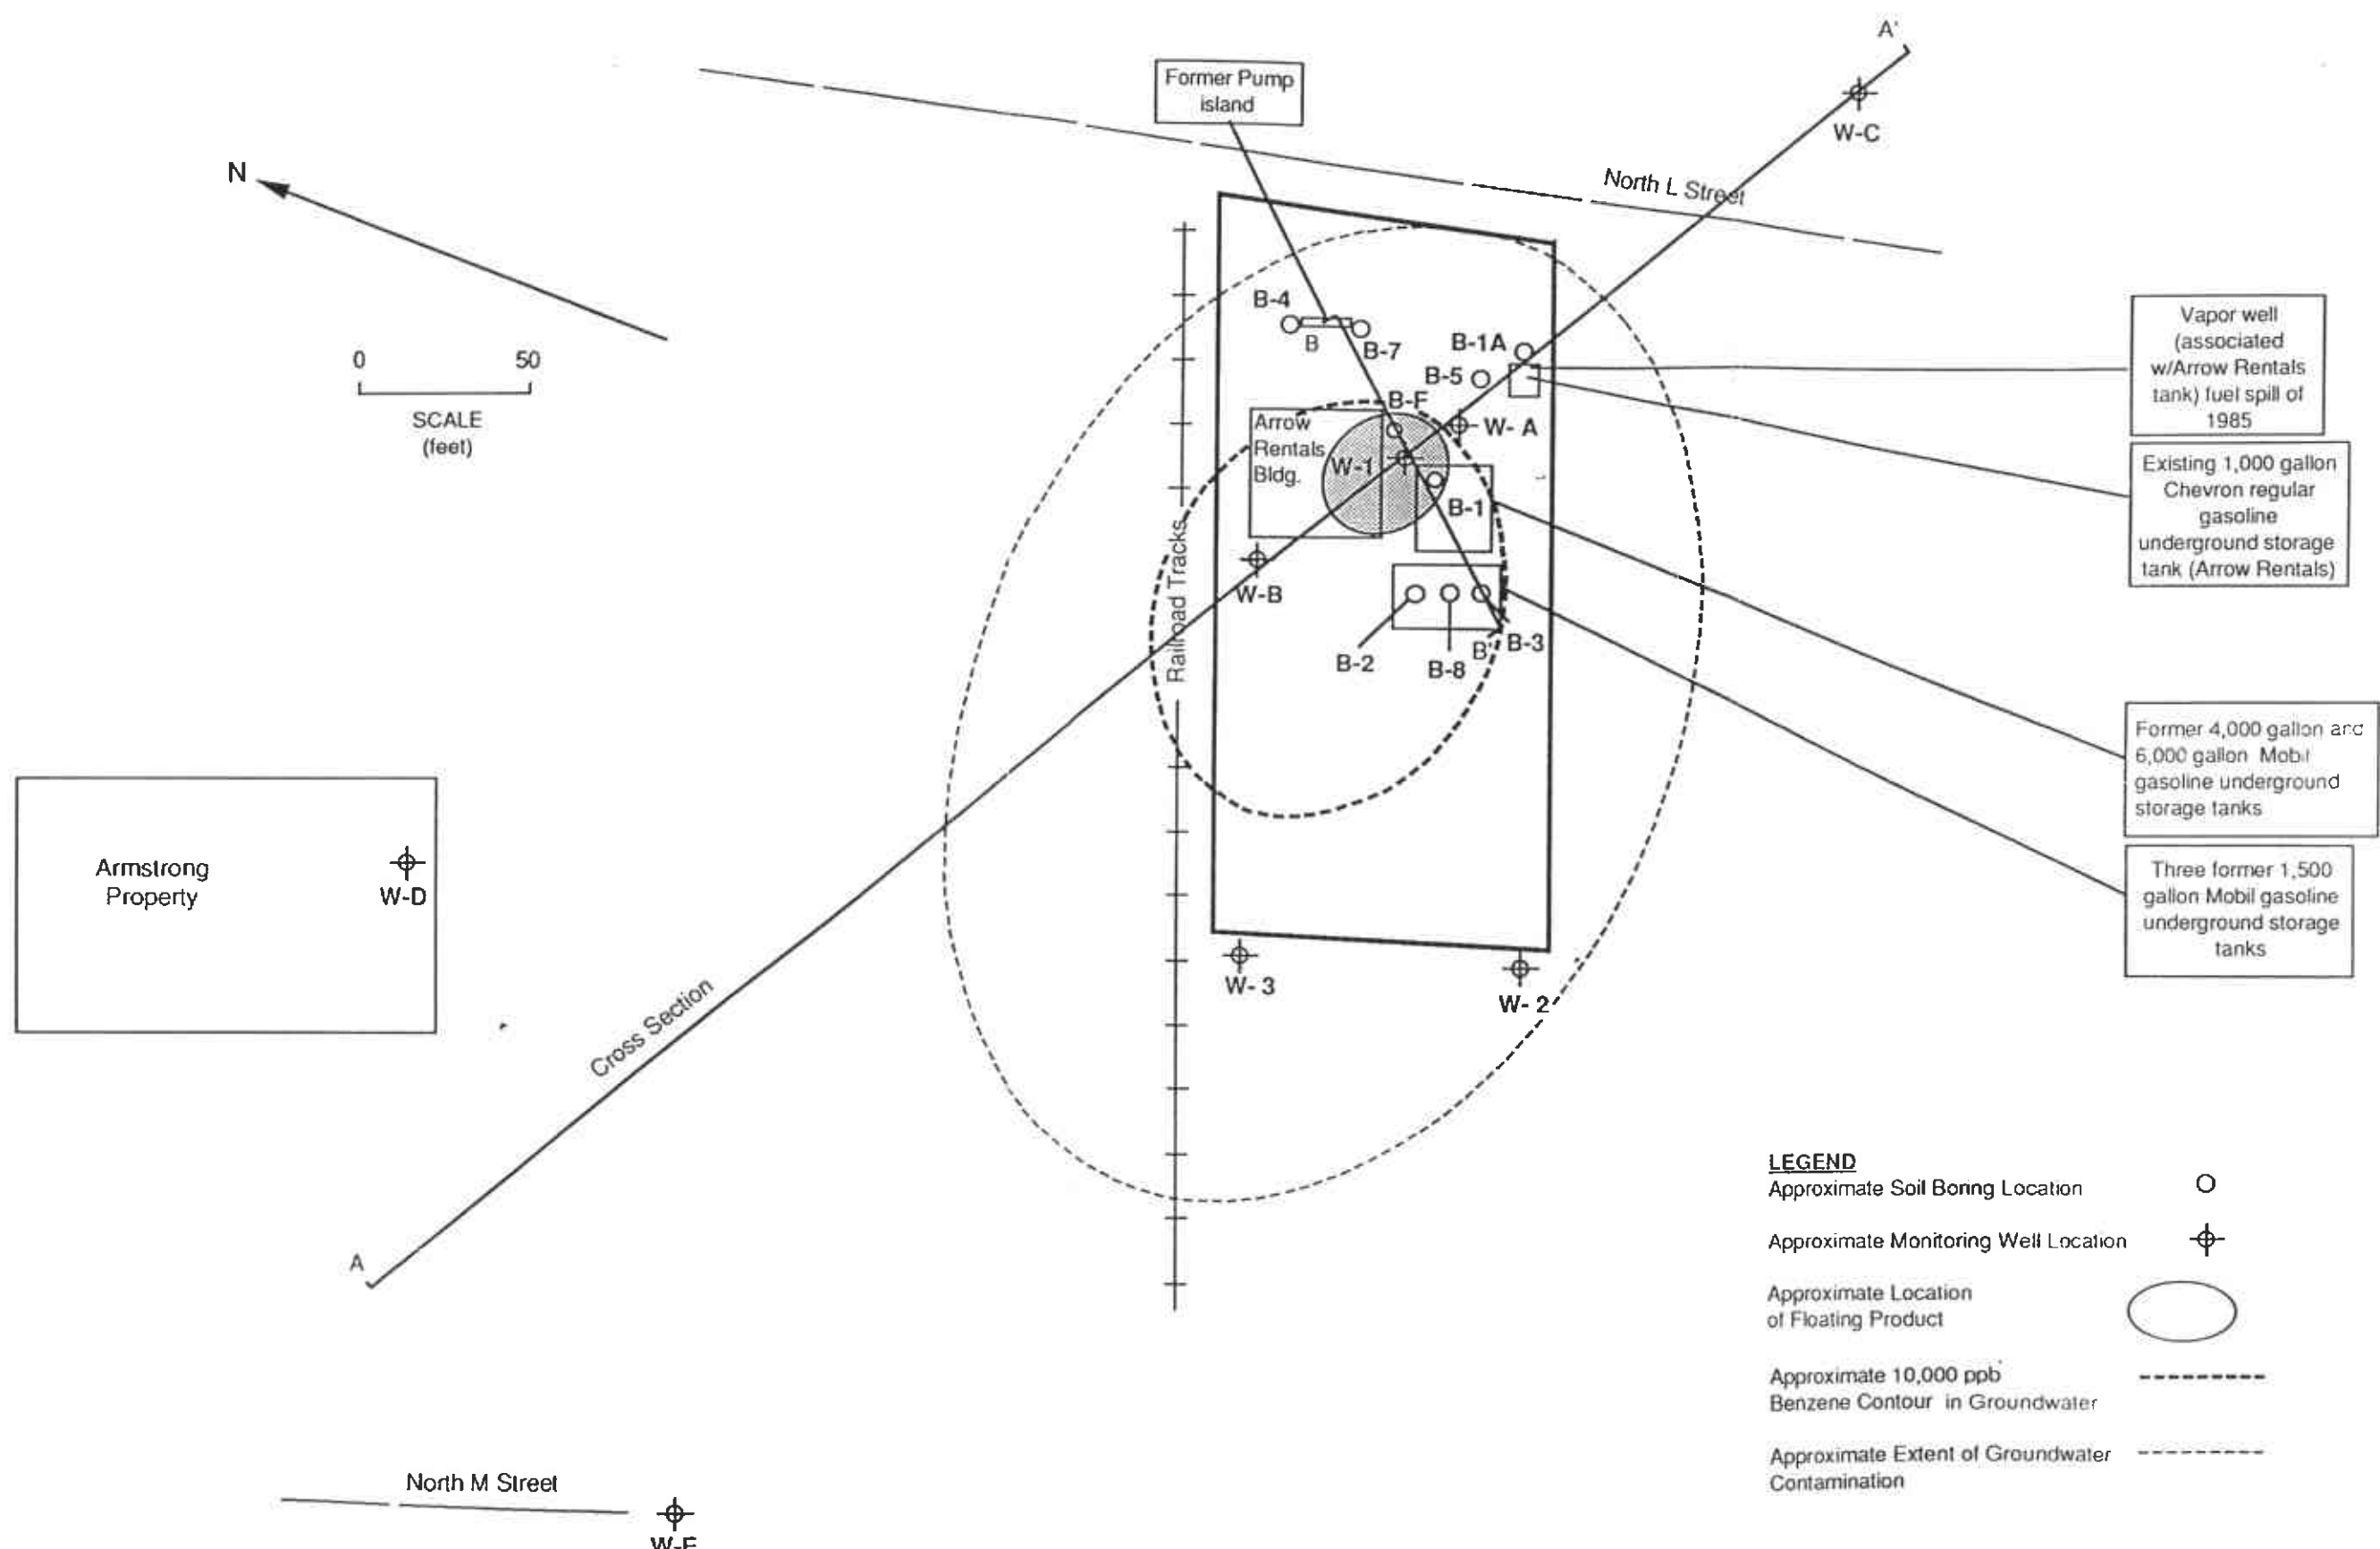 A'
Former Pump
island
W-C
N
North L Street
0 50
SCALE
(feet)
B-4
B
B-7
B-1A
B-5
B-F
W- A
Arrow
Rentals
Bldg.
W-1
B-1
W-B
Railroad Tracks
B-2
B-8
B'
B-3
Vapor well
(associated
w/Arrow Rentals
tank) fuel spill of
1985
Existing 1,000 gallon
Chevron regular
gasoline
underground storage
tank (Arrow Rentals)
Former 4,000 gallon and
6,000 gallon Mobil
gasoline underground
storage tanks
Three former 1,500
gallon Mobil gasoline
underground storage
tanks
Armstrong
Property
W-D
W- 3
W- 2
Cross Section
A
LEGEND
Approximate Soil Boring Location
Approximate Monitoring Well Location
Approximate Location
of Floating Product
Approximate 10,000 ppb
Benzene Contour in Groundwater
Approximate Extent of Groundwater
Contamination
North M Street